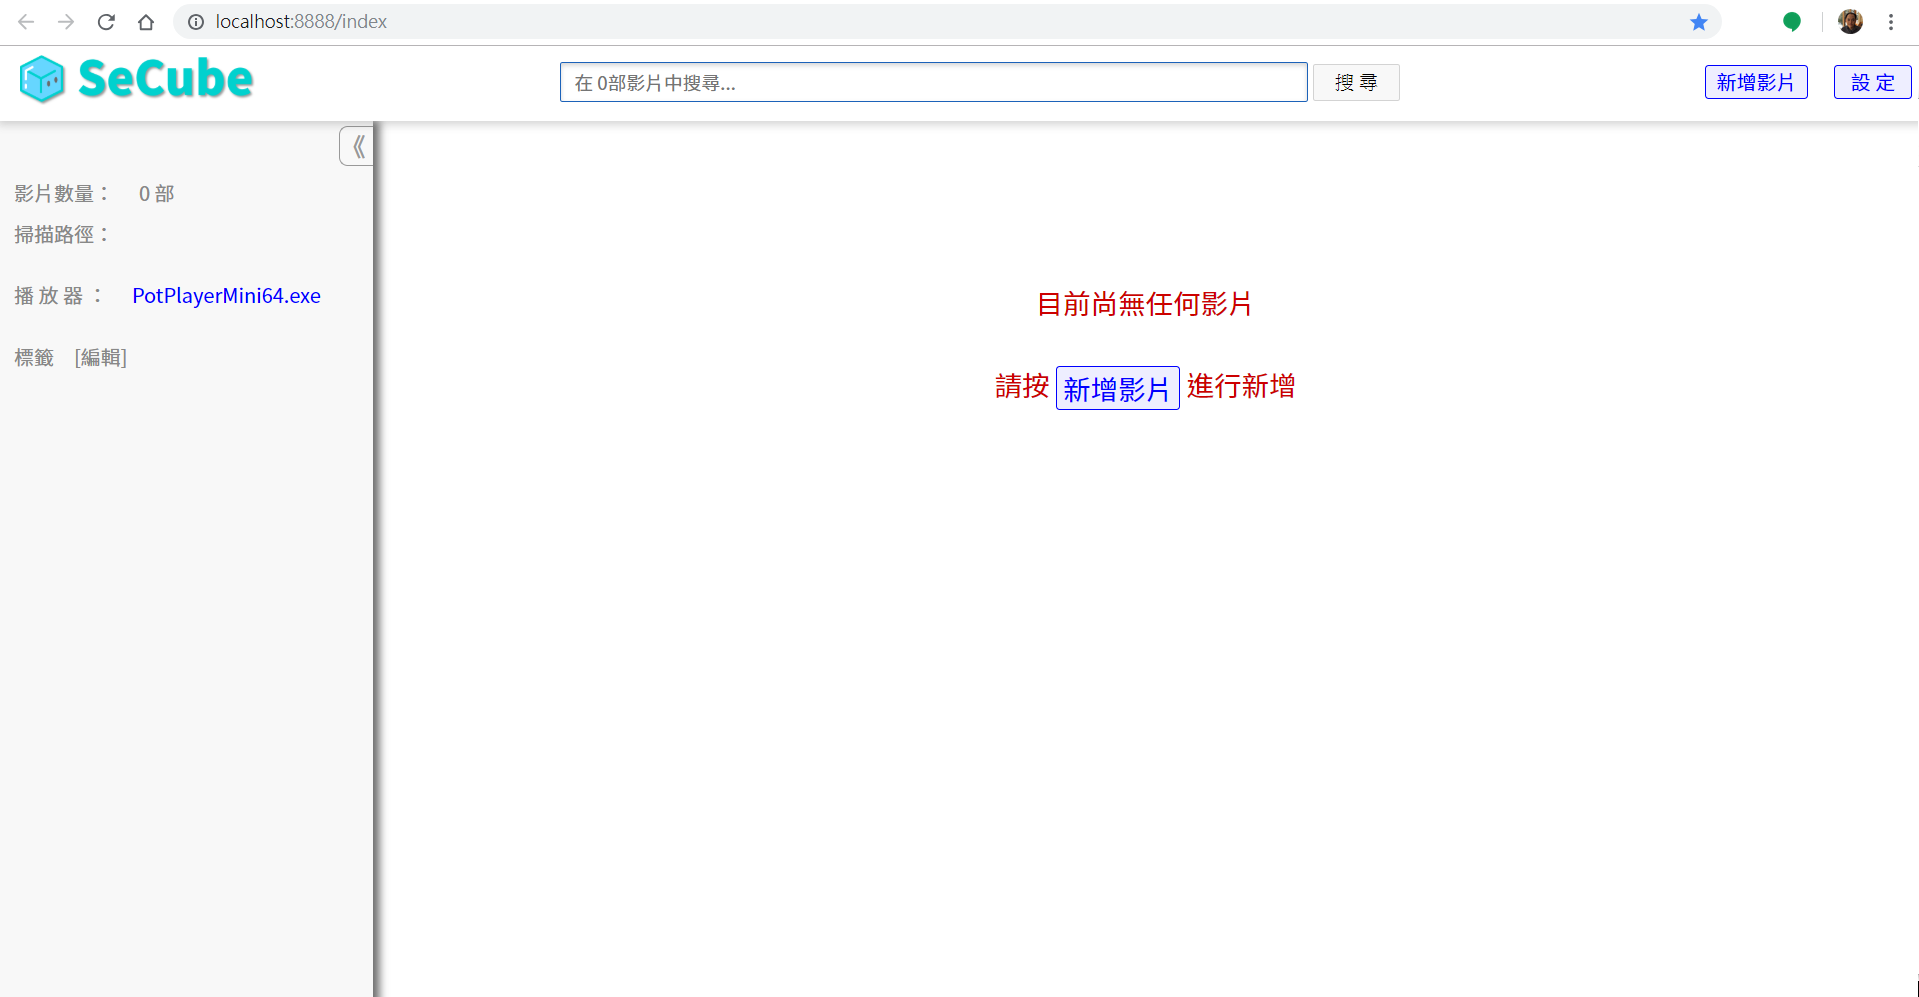 localhost:8888/index
SeCube
在 0部影片中搜尋...
搜 尋
新增影片
設 定
《
影片數量： 0 部
掃描路徑：
播 放 器 ： PotPlayerMini64.exe
標籤 [編輯]
目前尚無任何影片
請按 新增影片 進行新增